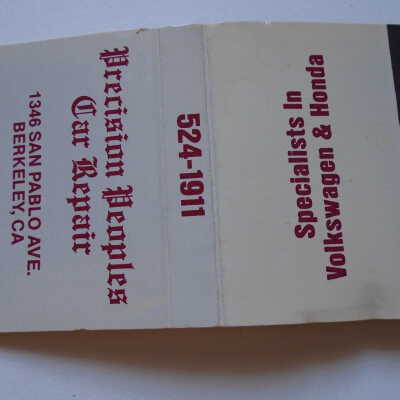 Precision Peoples
Car Repair
1346 SAN PABLO AVE.
BERKELEY, CA
524-1911
Specialists In
Volkswagen & Honda